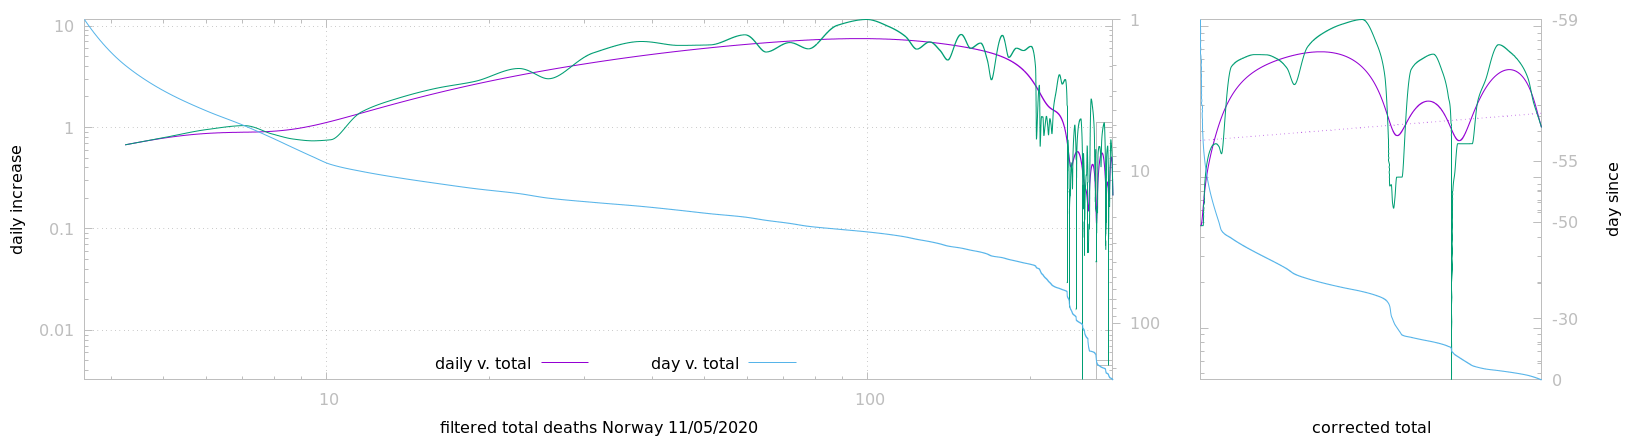 10
1
0.1
0.01
daily increase
10
100
filtered total deaths Norway 11/05/2020
daily v. total
day v. total
1
10
100
-59
-55
-50
-30
0
day since
corrected total